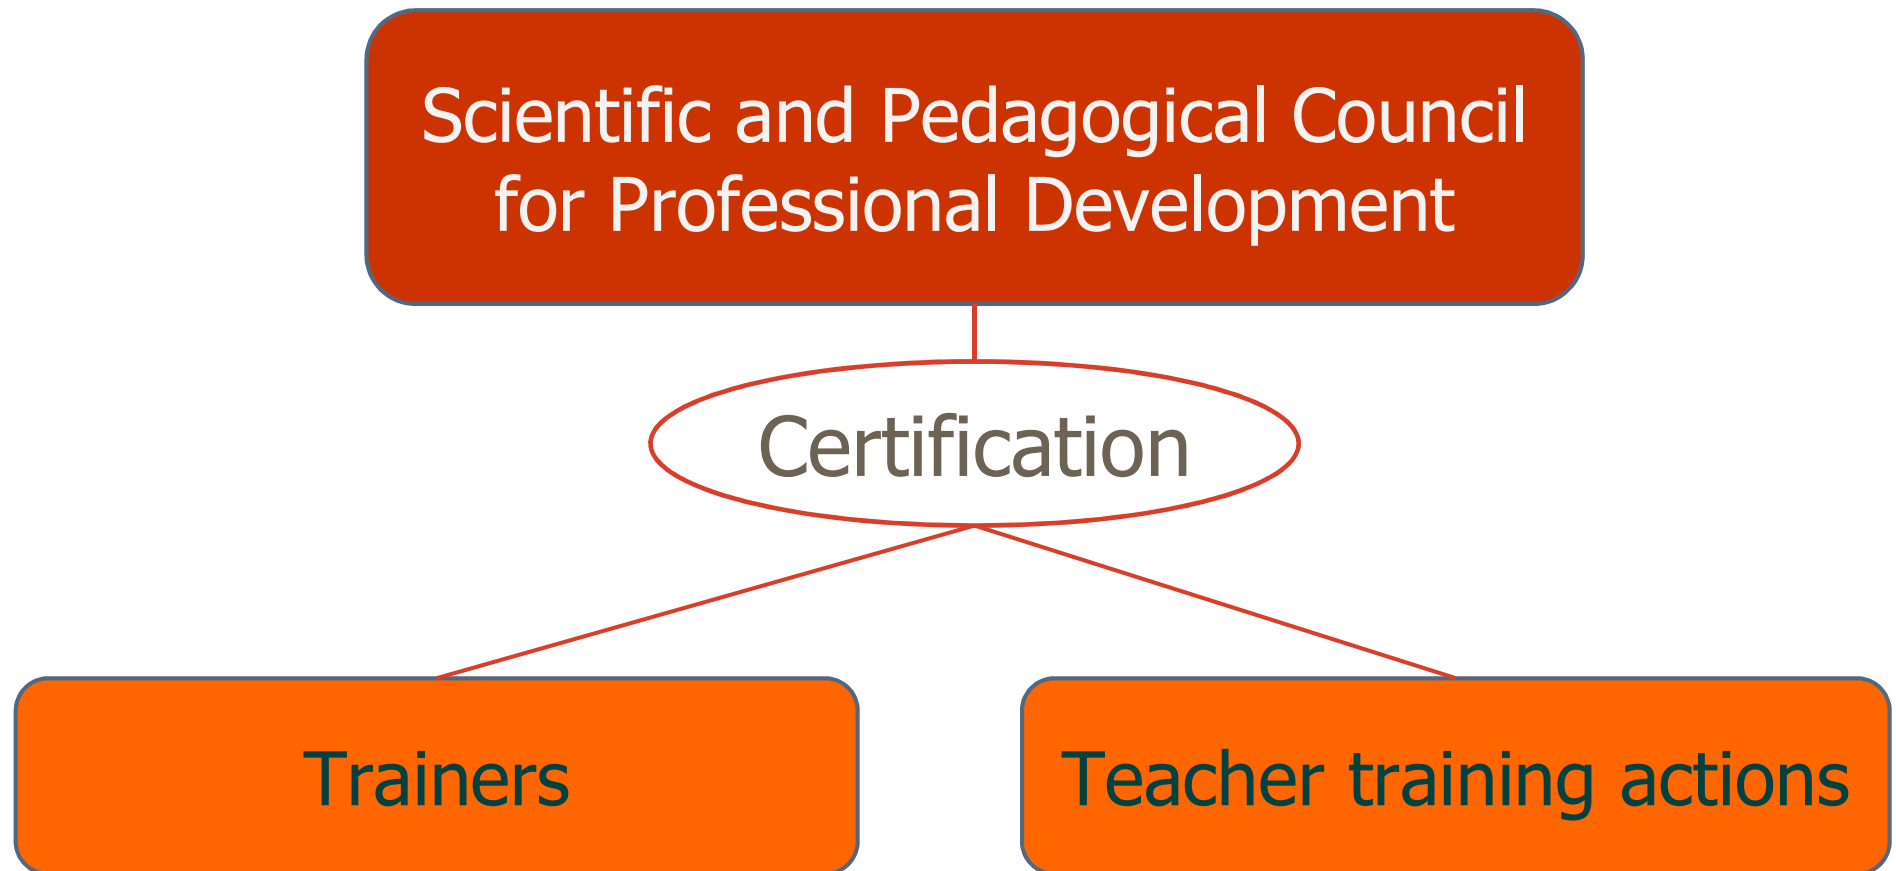 Scientific and Pedagogical Council
for Professional Development
Certification
Trainers
Teacher training actions